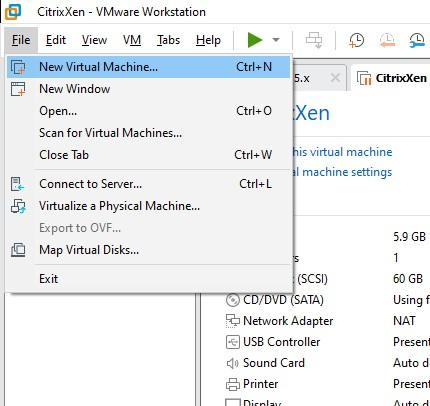 CitrixXen - VMware Workstation
File Edit View VM Tabs Help
New Virtual Machine... Ctrl+N
New Window
Open... Ctrl+O
Scan for Virtual Machines...
Close Tab Ctrl+W
Connect to Server... Ctrl+L
Virtualize a Physical Machine...
Export to OVF...
Map Virtual Disks...
Exit
5.x CitrixXen
Xen
this virtual machine
machine settings
5.9 GB
1
(SCSI) 60 GB
CD/DVD (SATA) Using f
Network Adapter NAT
USB Controller Present
Sound Card Auto d
Printer Present
Display Auto d